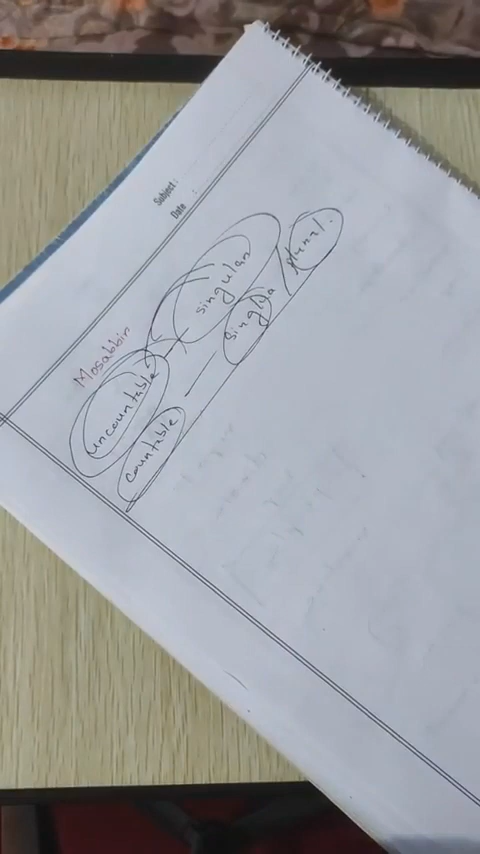 Subject :
Date :
Mosabbir
uncountable — singular
countable — singula / plural.